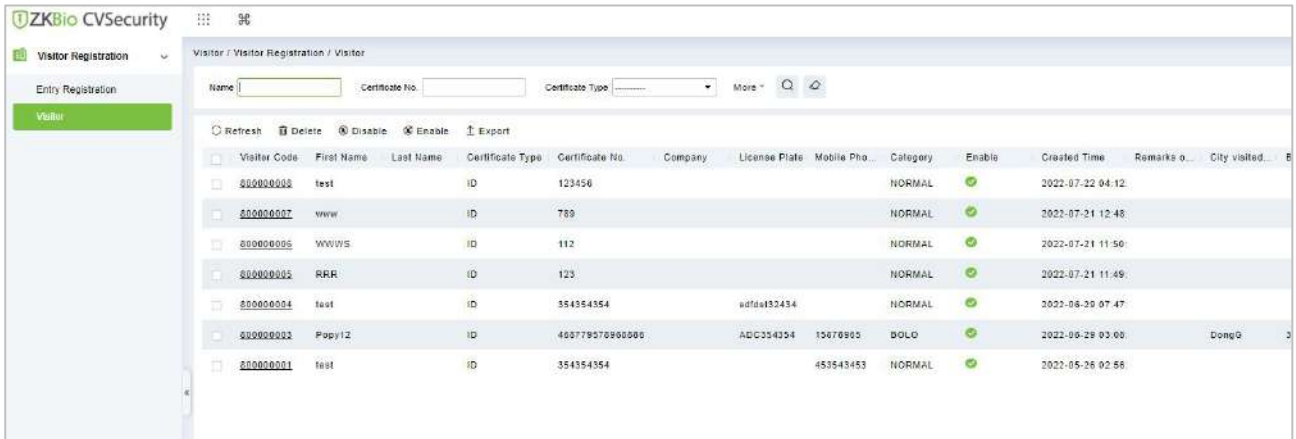 ZKBio CVSecurity
Visitor Registration
Entry Registration
Visitor
Visitor / Visitor Registration / Visitor
Name Certificate No. Certificate Type ---------- More
Refresh Delete Disable Enable Export
Visitor Code First Name Last Name Certificate Type Certificate No. Company License Plate Mobile Pho... Category Enable Created Time Remarks o... City visited... B
800000008 test ID 123456 NORMAL 2022-07-22 04:12:
800000007 www ID 789 NORMAL 2022-07-21 12:48:
800000006 WWWS ID 112 NORMAL 2022-07-21 11:50:
800000005 RRR ID 123 NORMAL 2022-07-21 11:49:
800000004 test ID 354354354 NORMAL 2022-06-29 07:47:
800000003 Popy12 ID ADC354354 BOLO 2022-06-29 03:08: DongG 3
800000001 test ID 354354354 453543453 NORMAL 2022-05-26 02:56: